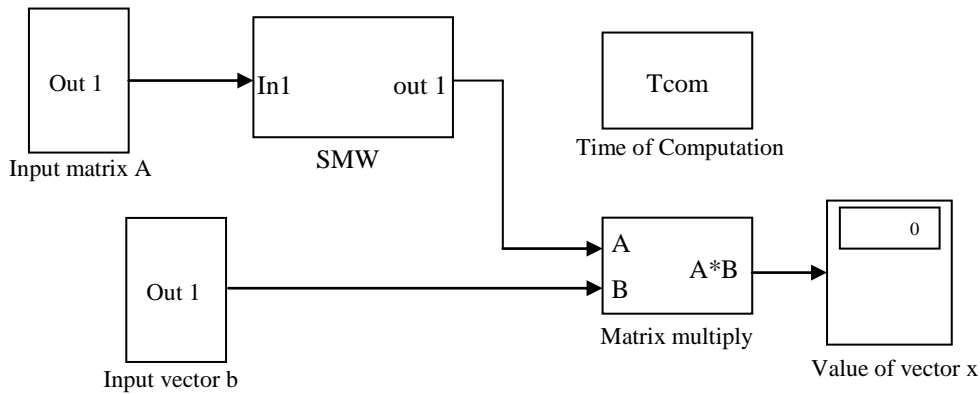 Out 1
Input matrix A
In1
out 1
SMW
Tcom
Time of Computation
Out 1
Input vector b
A
B
A*B
Matrix multiply
0
Value of vector x